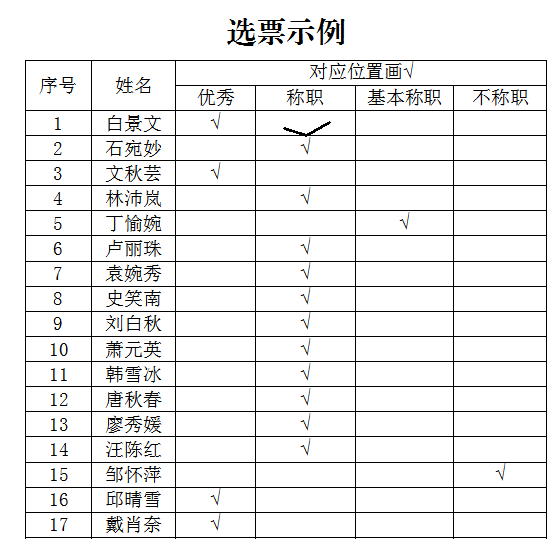 选票示例
序号 姓名 对应位置画√
优秀 称职 基本称职 不称职
1 白景文 √ √
2 石宛妙 √
3 文秋芸 √
4 林沛岚 √
5 丁愉婉 √
6 卢丽珠 √
7 袁婉秀 √
8 史笑南 √
9 刘白秋 √
10 萧元英 √
11 韩雪冰 √
12 唐秋春 √
13 廖秀媛 √
14 汪陈红 √
15 邹怀萍 √
16 邱晴雪 √
17 戴肖奈 √